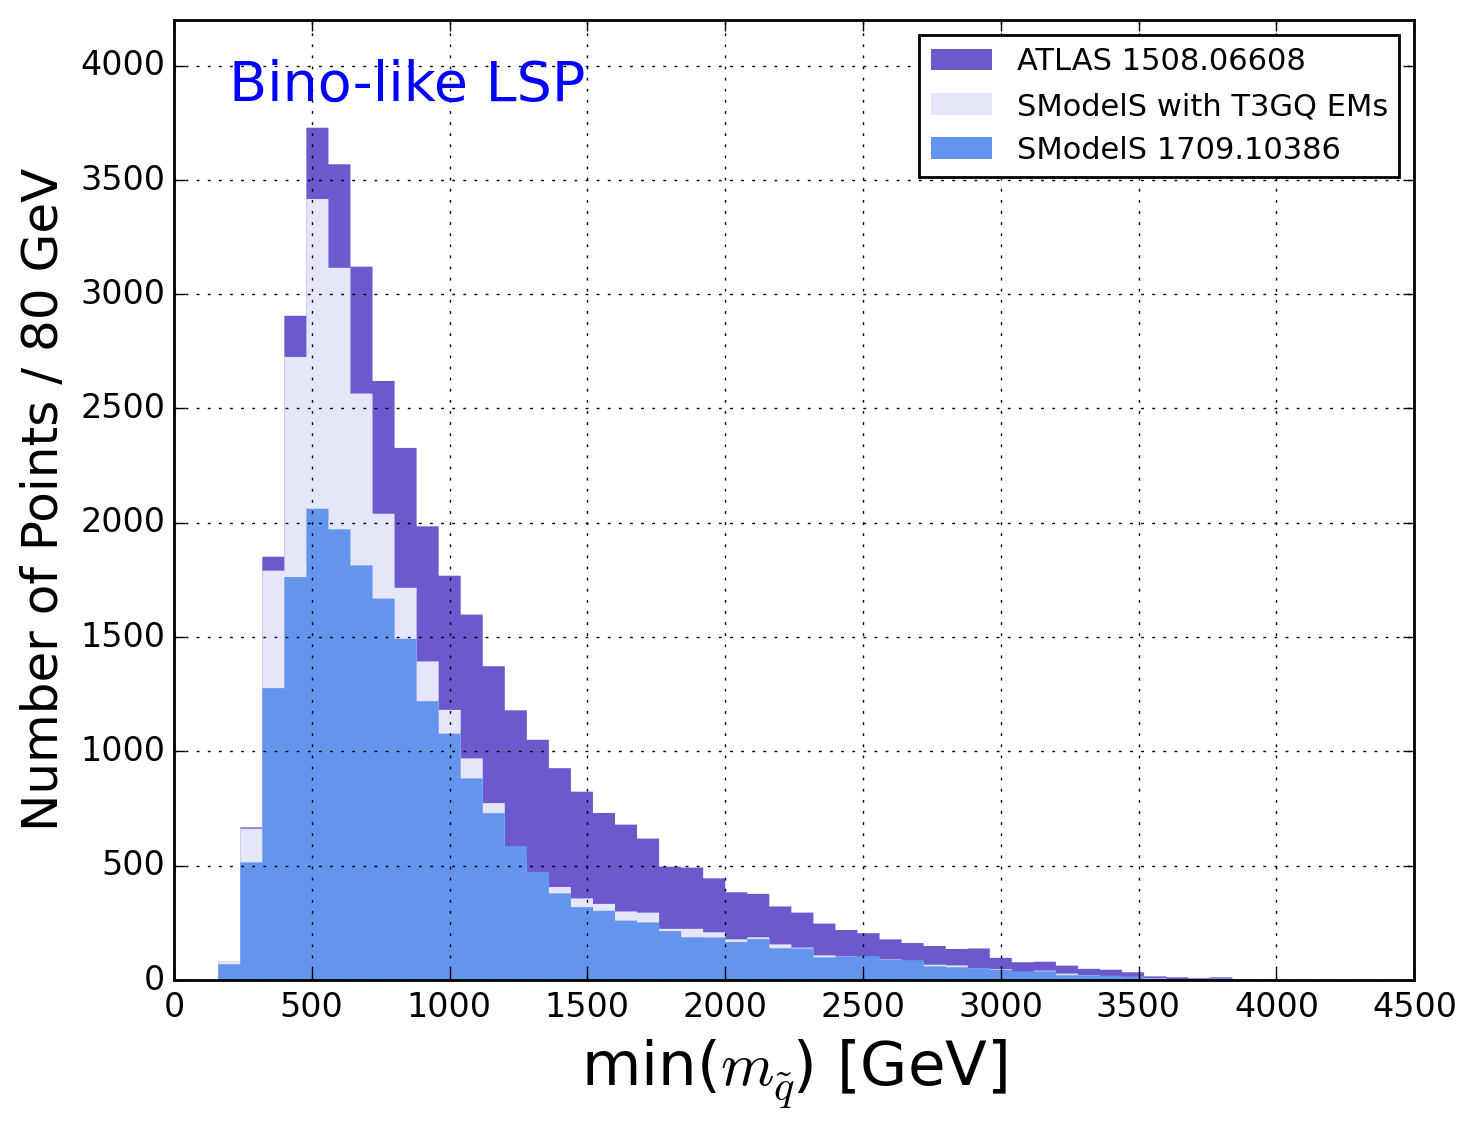 Bino-like LSP
ATLAS 1508.06608
SModelS with T3GQ EMs
SModelS 1709.10386
Number of Points / 80 GeV
4000
3500
3000
2500
2000
1500
1000
500
0
0 500 1000 1500 2000 2500 3000 3500 4000 4500
min(m_q̃) [GeV]